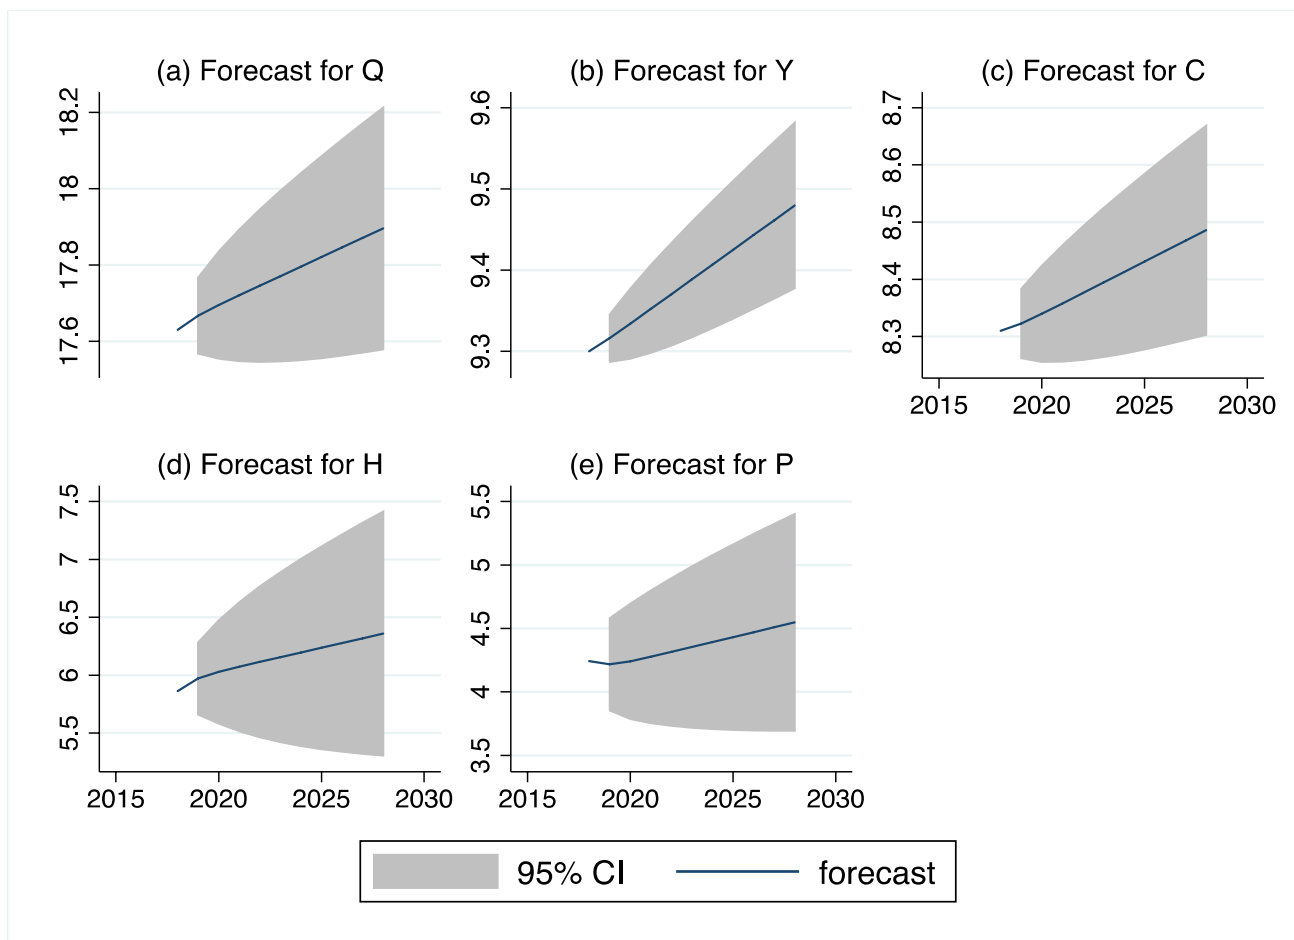 (a) Forecast for Q
18.2
18
17.8
17.6
(b) Forecast for Y
9.6
9.5
9.4
9.3
(c) Forecast for C
8.7
8.6
8.5
8.4
8.3
2015 2020 2025 2030
(d) Forecast for H
7.5
7
6.5
6
5.5
2015 2020 2025 2030
(e) Forecast for P
5.5
5
4.5
4
3.5
2015 2020 2025 2030
95% CI forecast